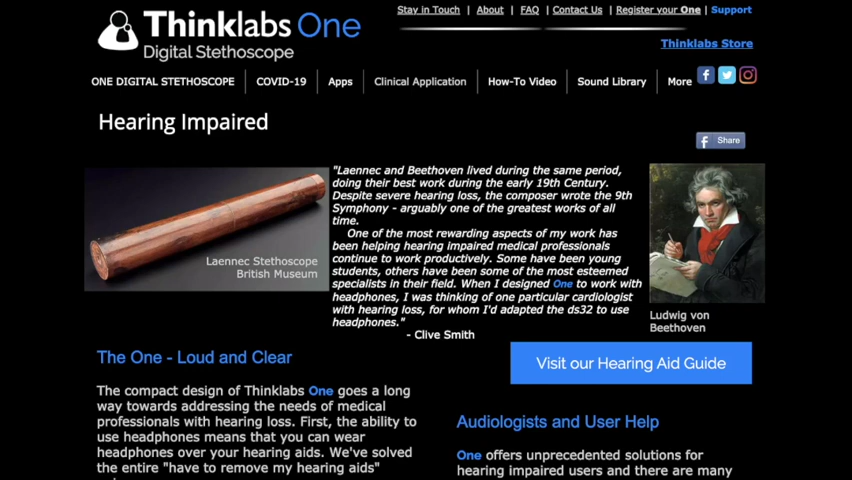 Stay in Touch | About | FAQ | Contact Us | Register your One | Support
Thinklabs One
Digital Stethoscope
Thinklabs Store
ONE DIGITAL STETHOSCOPE | COVID-19 | Apps | Clinical Application | How-To Video | Sound Library | More
Hearing Impaired
Share
Laennec Stethoscope
British Museum
"Laennec and Beethoven lived during the same period,
doing their best work during the early 19th Century.
Despite severe hearing loss, the composer wrote the 9th
Symphony - arguably one of the greatest works of all
time.
One of the most rewarding aspects of my work has
been helping hearing impaired medical professionals
continue to work productively. Some have been young
students, others have been some of the most esteemed
specialists in their field. When I designed One to work with
headphones, I was thinking of one particular cardiologist
with hearing loss, for whom I'd adapted the ds32 to use
headphones."
- Clive Smith
Ludwig von
Beethoven
The One - Loud and Clear
The compact design of Thinklabs One goes a long
way towards addressing the needs of medical
professionals with hearing loss. First, the ability to
use headphones means that you can wear
headphones over your hearing aids. We've solved
the entire "have to remove my hearing aids"
Visit our Hearing Aid Guide
Audiologists and User Help
One offers unprecedented solutions for
hearing impaired users and there are many